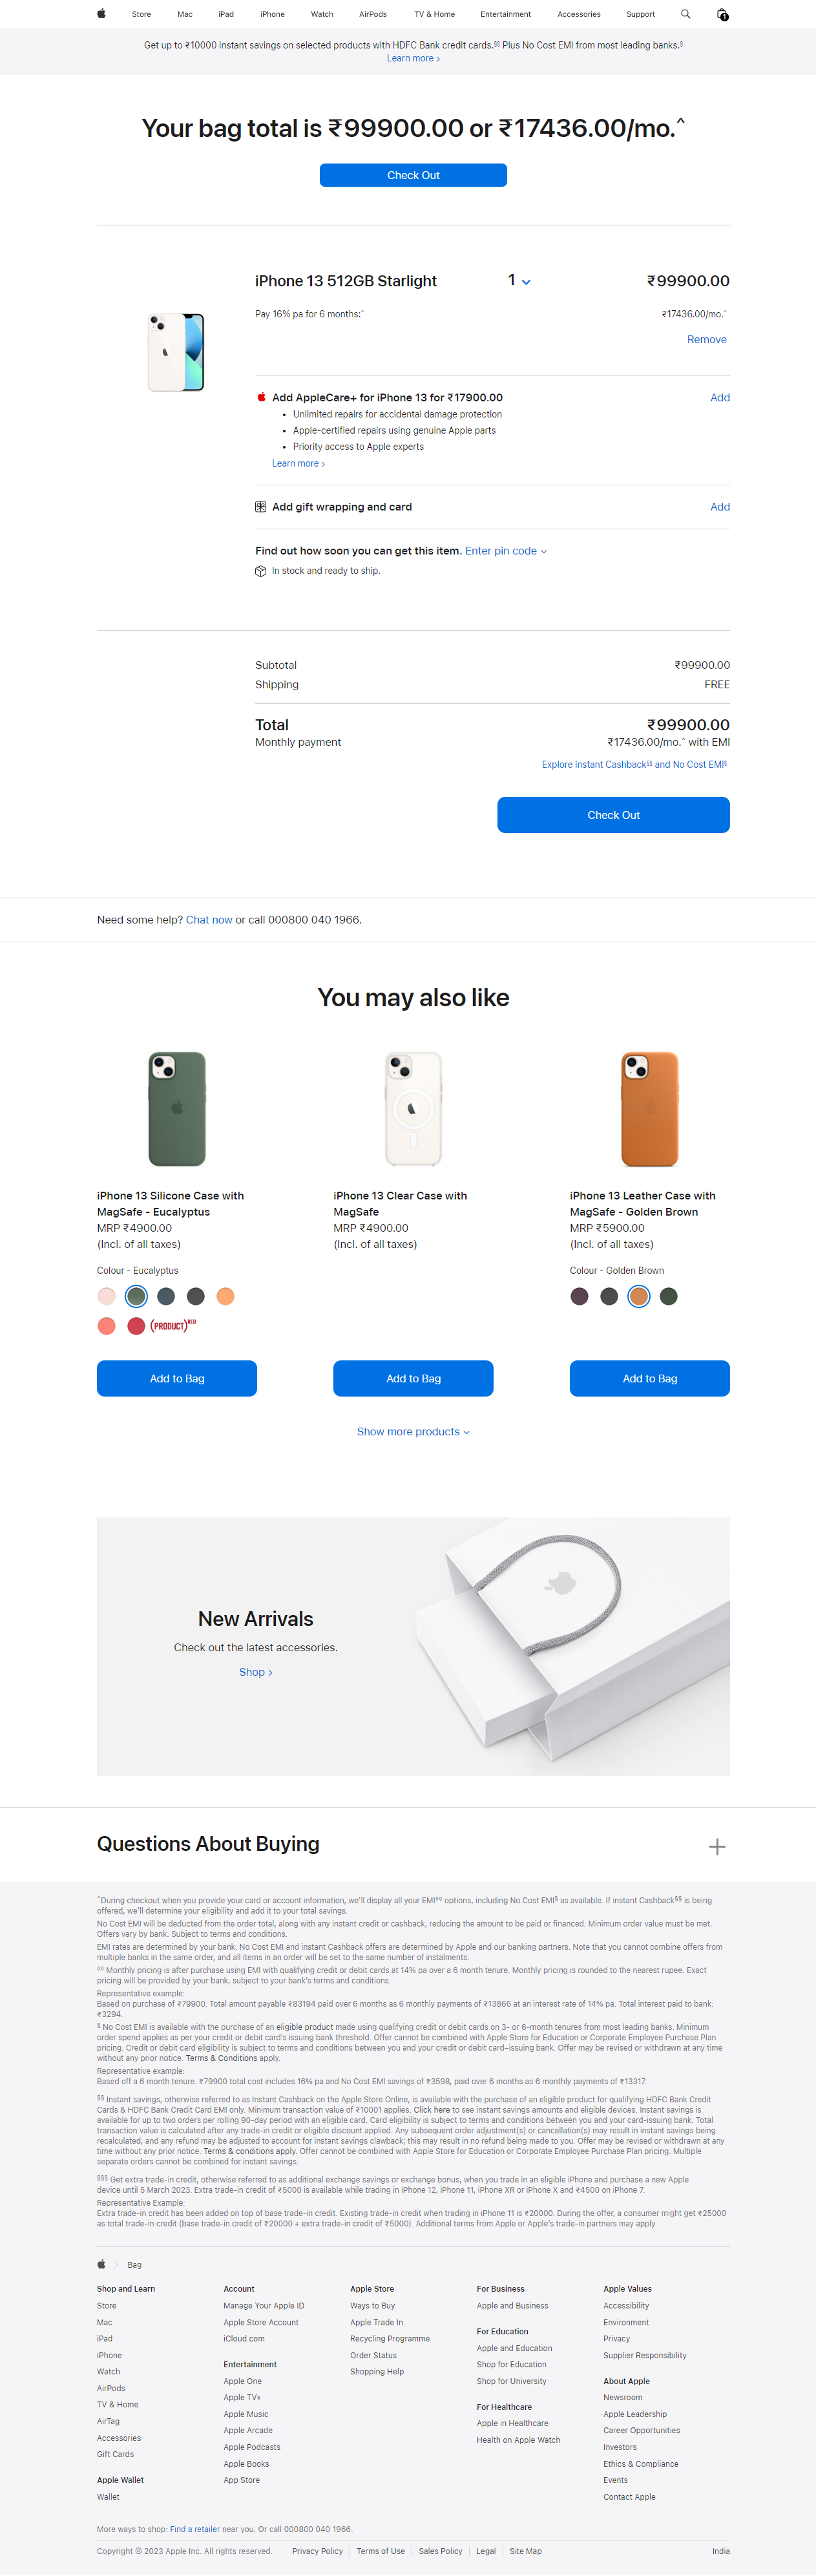 Store Mac iPad iPhone Watch AirPods TV & Home Entertainment Accessories Support 1
Get up to ₹10000 instant savings on selected products with HDFC Bank credit cards.§§ Plus No Cost EMI from most leading banks.§
Learn more >
Your bag total is ₹99900.00 or ₹17436.00/mo.^
Check Out
iPhone 13 512GB Starlight 1 ₹99900.00
Pay 16% pa for 6 months:^ ₹17436.00/mo.^
Remove
Add AppleCare+ for iPhone 13 for ₹17900.00 Add
• Unlimited repairs for accidental damage protection
• Apple-certified repairs using genuine Apple parts
• Priority access to Apple experts
Learn more >
Add gift wrapping and card Add
Find out how soon you can get this item. Enter pin code
In stock and ready to ship.
Subtotal ₹99900.00
Shipping FREE
Total ₹99900.00
Monthly payment ₹17436.00/mo.^ with EMI
Explore instant Cashback§§ and No Cost EMI§
Check Out
Need some help? Chat now or call 000800 040 1966.
You may also like
iPhone 13 Silicone Case with
MagSafe - Eucalyptus
MRP ₹4900.00
(Incl. of all taxes)
Colour - Eucalyptus
(PRODUCT)RED
Add to Bag
iPhone 13 Clear Case with
MagSafe
MRP ₹4900.00
(Incl. of all taxes)
Add to Bag
iPhone 13 Leather Case with
MagSafe - Golden Brown
MRP ₹5900.00
(Incl. of all taxes)
Colour - Golden Brown
Add to Bag
Show more products
New Arrivals
Check out the latest accessories.
Shop >
Questions About Buying
^During checkout when you provide your card or account information, we'll display all your EMI◊◊ options, including No Cost EMI§ as available. If instant Cashback§§ is being
offered, we'll determine your eligibility and add it to you total savings.
No Cost EMI will be deducted from the order total, along with any instant credit or cashback, reducing the amount to be paid or financed. Minimum order value must be met.
Offers vary by bank. Subject to terms and conditions.
EMI rates are determined by your bank. No Cost EMI and instant Cashback offers are determined by Apple and our banking partners. Note that you cannot combine offers from
multiple banks in the same order, and all items in an order will be set to the same number of instalments.
◊◊ Monthly pricing is after purchase using EMI with qualifying credit or debit cards at 14% pa over a 6 month tenure. Monthly pricing is rounded to the nearest rupee. Exact
pricing will be provided by your bank, subject to your bank's terms and conditions.
Representative example:
Based on purchase of ₹79900. Total amount payable ₹83194 paid over 6 months as 6 monthly payments of ₹13866 at an interest rate of 14% pa. Total interest paid to bank:
₹3294.
§ No Cost EMI is available with the purchase of an eligible product made using qualifying credit or debit cards on 3- or 6-month tenures from most leading banks. Minimum
order spend applies as per your credit or debit card's issuing bank threshold. Offer cannot be combined with Apple Store for Education or Corporate Employee Purchase Plan
pricing. Credit or debit card eligibility is subject to terms and conditions between you and your credit or debit card–issuing bank. Offer may be revised or withdrawn at any time
without any prior notice. Terms & Conditions apply.
Representative example:
Based off a 6 month tenure. ₹79900 total cost includes 16% pa and No Cost EMI savings of ₹3598, paid over 6 months as 6 monthly payments of ₹13317.
§§ Instant savings, otherwise referred to as Instant Cashback on the Apple Store Online, is available with the purchase of an eligible product for qualifying HDFC Bank Credit
Cards & HDFC Bank Credit Card EMI only. Minimum transaction value of ₹10001 applies. Click here to see instant savings amounts and eligible devices. Instant savings is
available for up to two orders per rolling 90-day period with an eligible card. Card eligibility is subject to terms and conditions between you and your card-issuing bank. Total
transaction value is calculated after any trade-in credit or eligible discount applied. Any subsequent order adjustment(s) or cancellation(s) may result in instant savings being
recalculated, and any refund may be adjusted to account for instant savings clawback; this may result in no refund being made to you. Offer may be revised or withdrawn at any
time without any prior notice. Terms & conditions apply. Offer cannot be combined with Apple Store for Education or Corporate Employee Purchase Plan pricing. Multiple
separate orders cannot be combined for instant savings.
§§§ Get extra trade-in credit, otherwise referred to as additional exchange savings or exchange bonus, when you trade in an eligible iPhone and purchase a new Apple
device until 5 March 2023. Extra trade-in credit of ₹5000 is available while trading in iPhone 12, iPhone 11, iPhone XR or iPhone X and ₹4500 on iPhone 7.
Representative Example:
Extra trade-in credit has been added on top of base trade-in credit. Existing trade-in credit when trading in iPhone 11 is ₹20000. During the offer, a consumer might get ₹25000
as total trade-in credit (base trade-in credit of ₹20000 + extra trade-in credit of ₹5000). Additional terms from Apple or Apple's trade-in partners may apply.
Bag
Shop and Learn
Store
Mac
iPad
iPhone
Watch
AirPods
TV & Home
AirTag
Accessories
Gift Cards
Apple Wallet
Wallet
Account
Manage Your Apple ID
Apple Store Account
iCloud.com
Entertainment
Apple One
Apple TV+
Apple Music
Apple Arcade
Apple Podcasts
Apple Books
App Store
Apple Store
Ways to Buy
Apple Trade In
Recycling Programme
Order Status
Shopping Help
For Business
Apple and Business
For Education
Apple and Education
Shop for Education
Shop for University
For Healthcare
Apple in Healthcare
Health on Apple Watch
Apple Values
Accessibility
Environment
Privacy
Supplier Responsibility
About Apple
Newsroom
Apple Leadership
Career Opportunities
Investors
Ethics & Compliance
Events
Contact Apple
More ways to shop: Find a retailer near you. Or call 000800 040 1966.
Copyright © 2023 Apple Inc. All rights reserved. Privacy Policy | Terms of Use | Sales Policy | Legal | Site Map India